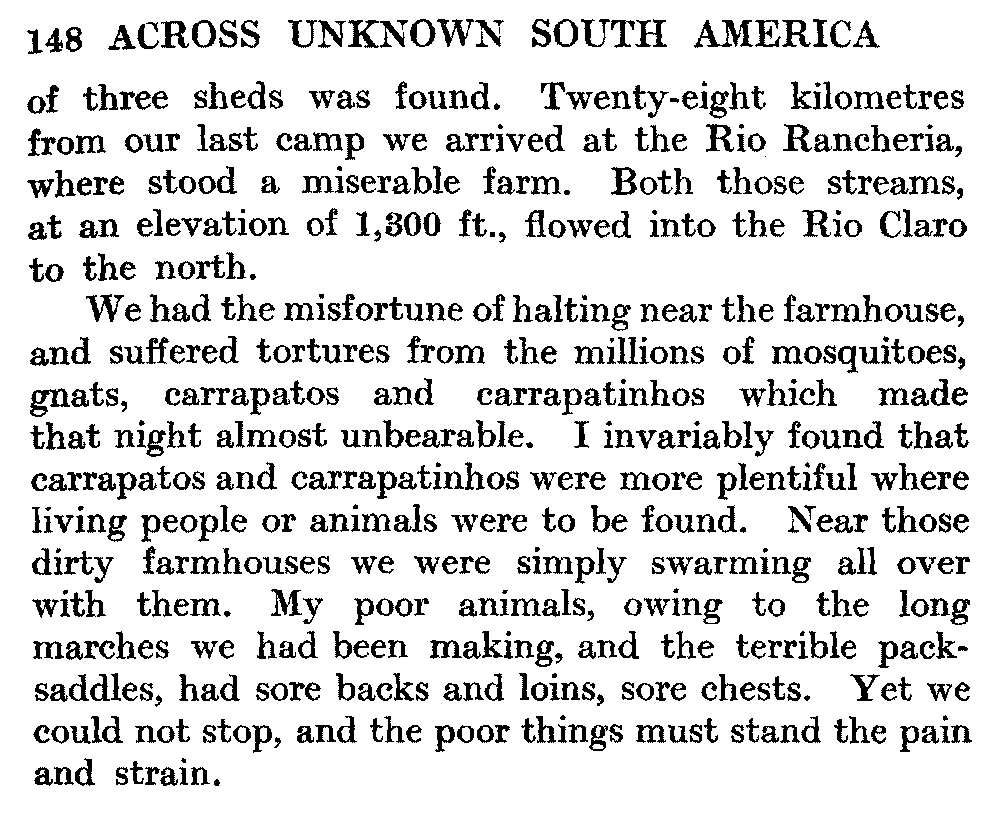 148 ACROSS UNKNOWN SOUTH AMERICA
of three sheds was found. Twenty-eight kilometres
from our last camp we arrived at the Rio Rancheria,
where stood a miserable farm. Both those streams,
at an elevation of 1,300 ft., flowed into the Rio Claro
to the north.
We had the misfortune of halting near the farmhouse,
and suffered tortures from the millions of mosquitoes,
gnats, carrapatos and carrapatinhos which made
that night almost unbearable. I invariably found that
carrapatos and carrapatinhos were more plentiful where
living people or animals were to be found. Near those
dirty farmhouses we were simply swarming all over
with them. My poor animals, owing to the long
marches we had been making, and the terrible pack-
saddles, had sore backs and loins, sore chests. Yet we
could not stop, and the poor things must stand the pain
and strain.